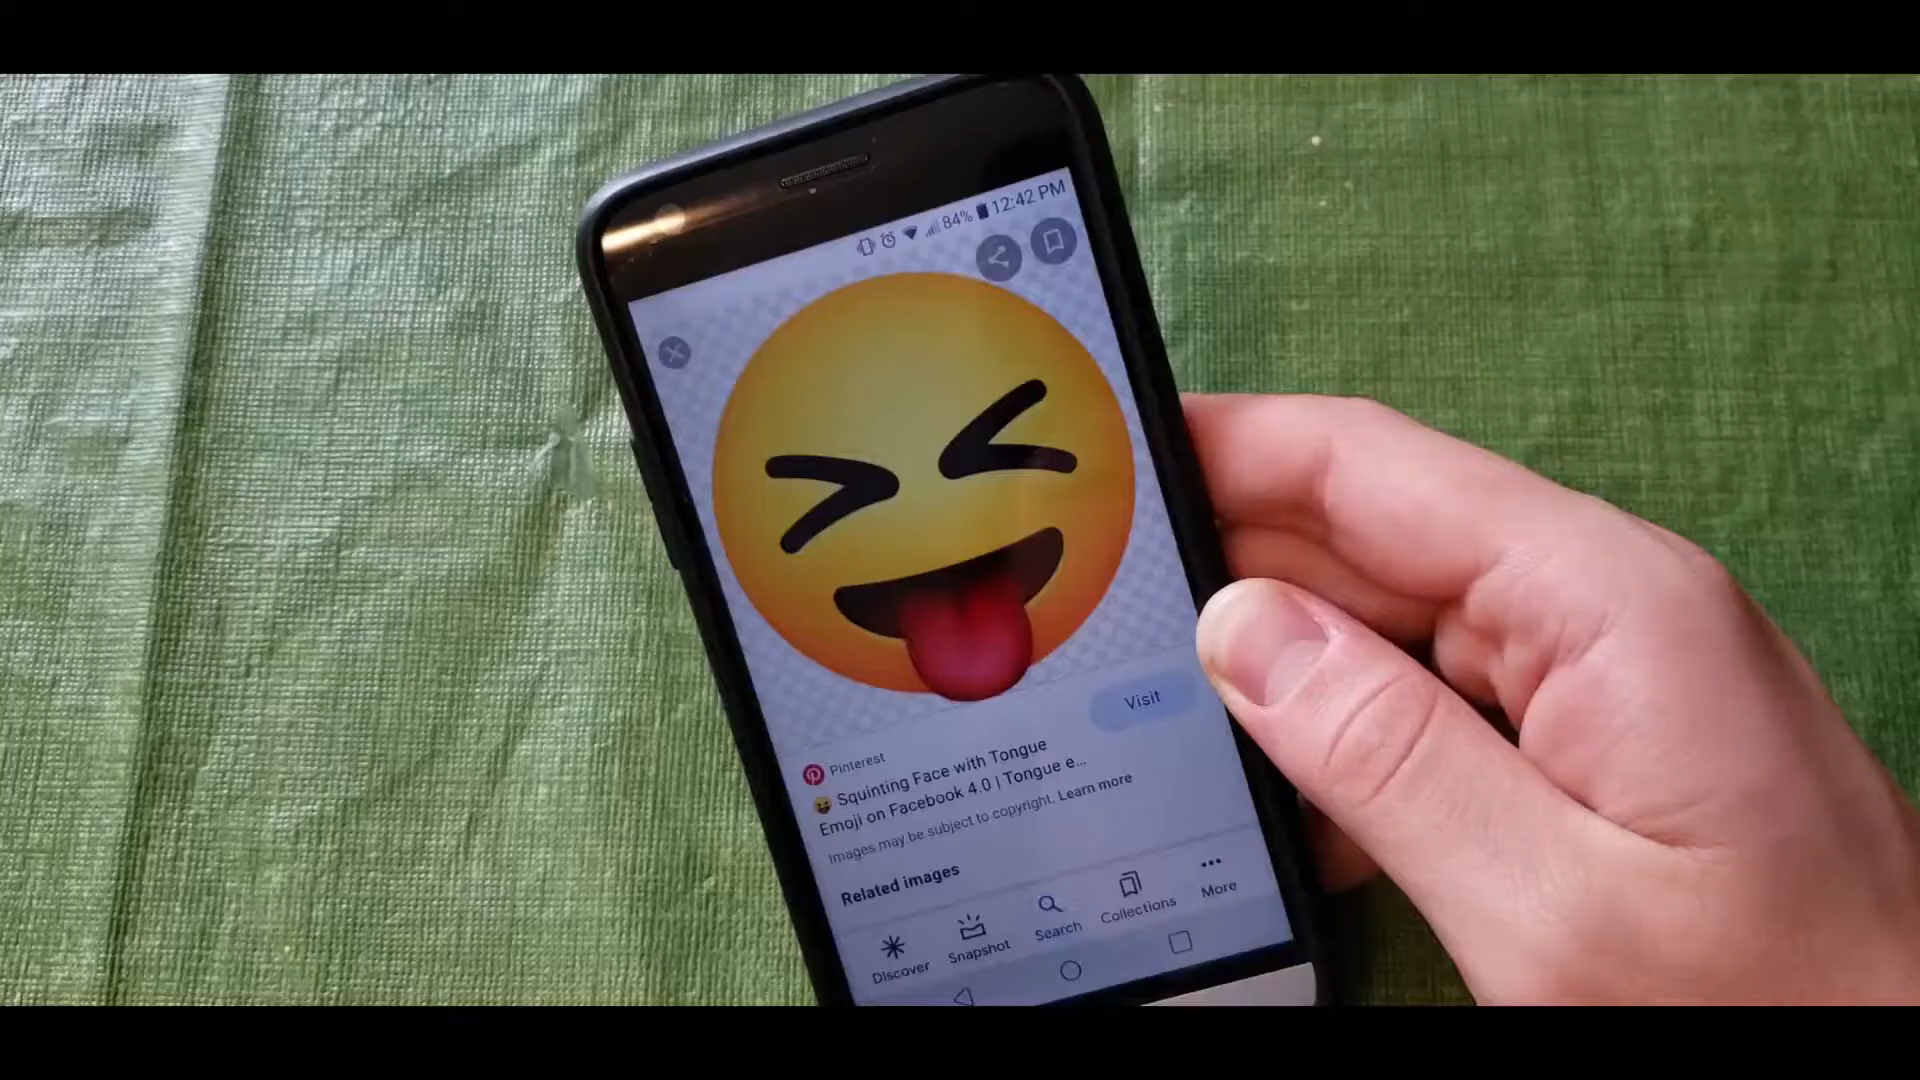 84% 12:42 PM
Visit
Pinterest
😝 Squinting Face with Tongue
Emoji on Facebook 4.0 | Tongue e...
Images may be subject to copyright. Learn more
Related images
Discover Snapshot Search Collections More